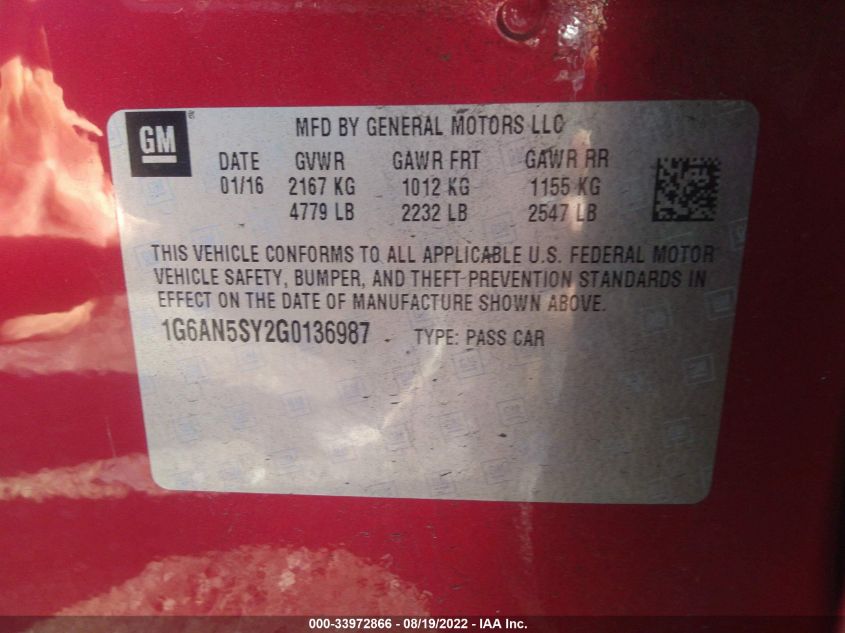 GM ®
MFD BY GENERAL MOTORS LLC
DATE GVWR GAWR FRT GAWR RR
01/16 2167 KG 1012 KG 1155 KG
4779 LB 2232 LB 2547 LB
THIS VEHICLE CONFORMS TO ALL APPLICABLE U.S. FEDERAL MOTOR
VEHICLE SAFETY, BUMPER, AND THEFT PREVENTION STANDARDS IN
EFFECT ON THE DATE OF MANUFACTURE SHOWN ABOVE.
1G6AN5SY2G0136987 TYPE: PASS CAR
000-33972866 - 08/19/2022 - IAA Inc.